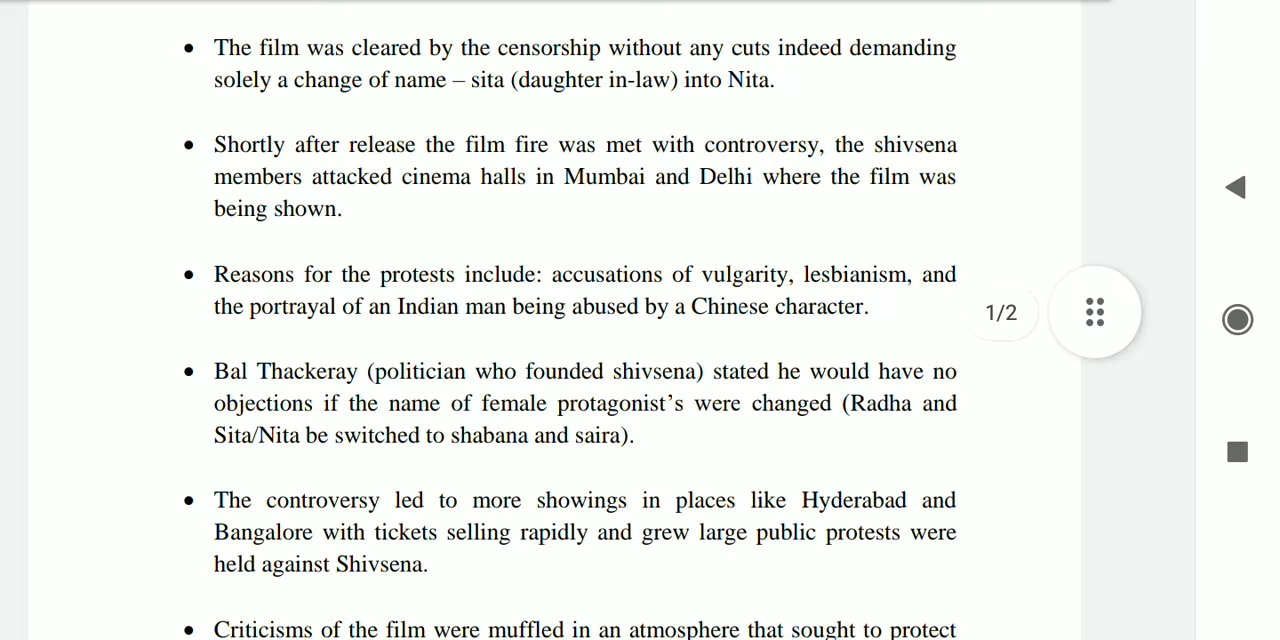 • The film was cleared by the censorship without any cuts indeed demanding
solely a change of name – sita (daughter in-law) into Nita.
• Shortly after release the film fire was met with controversy, the shivsena
members attacked cinema halls in Mumbai and Delhi where the film was
being shown.
• Reasons for the protests include: accusations of vulgarity, lesbianism, and
the portrayal of an Indian man being abused by a Chinese character.
1/2
• Bal Thackeray (politician who founded shivsena) stated he would have no
objections if the name of female protagonist’s were changed (Radha and
Sita/Nita be switched to shabana and saira).
• The controversy led to more showings in places like Hyderabad and
Bangalore with tickets selling rapidly and grew large public protests were
held against Shivsena.
• Criticisms of the film were muffled in an atmosphere that sought to protect